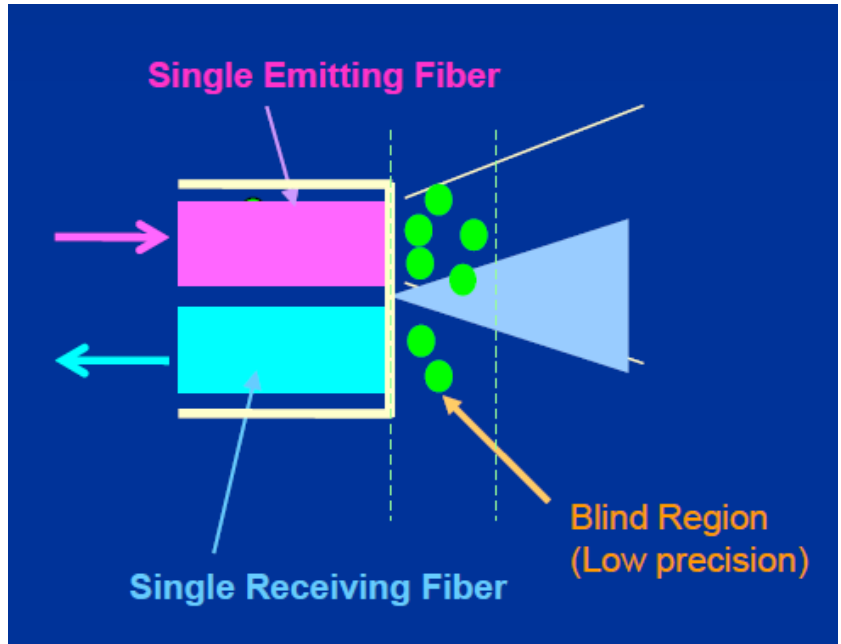 Single Emitting Fiber
Blind Region
(Low precision)
Single Receiving Fiber